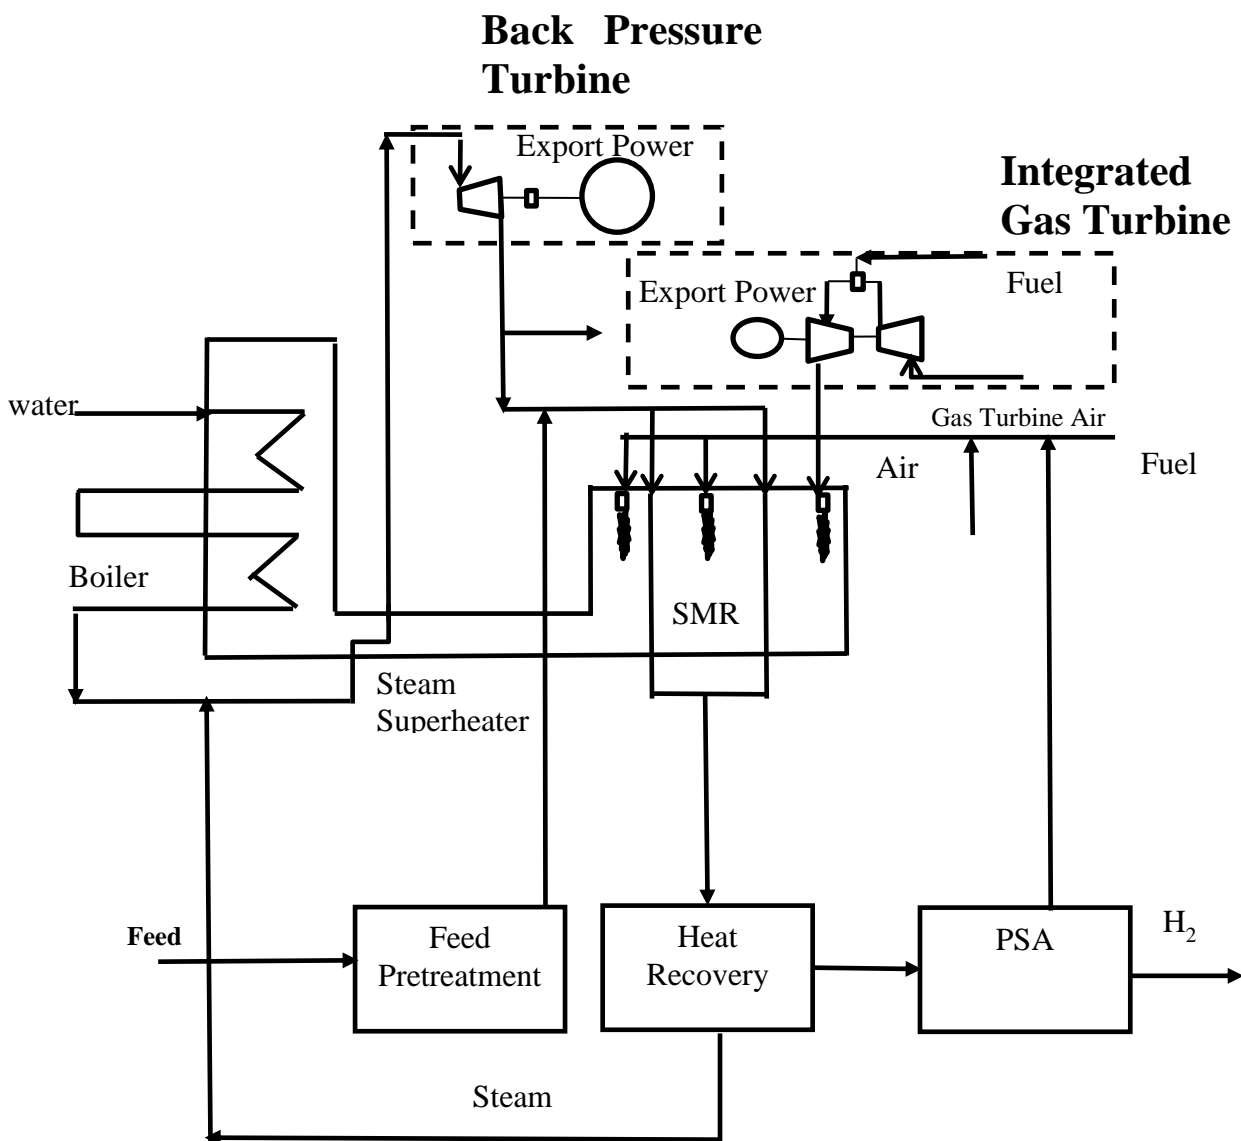 Back Pressure
Turbine
Export Power
Integrated
Gas Turbine
Export Power
Fuel
water
Gas Turbine Air
Air
Fuel
Boiler
SMR
Steam
Superheater
Feed
Feed
Pretreatment
Heat
Recovery
PSA
H2
Steam